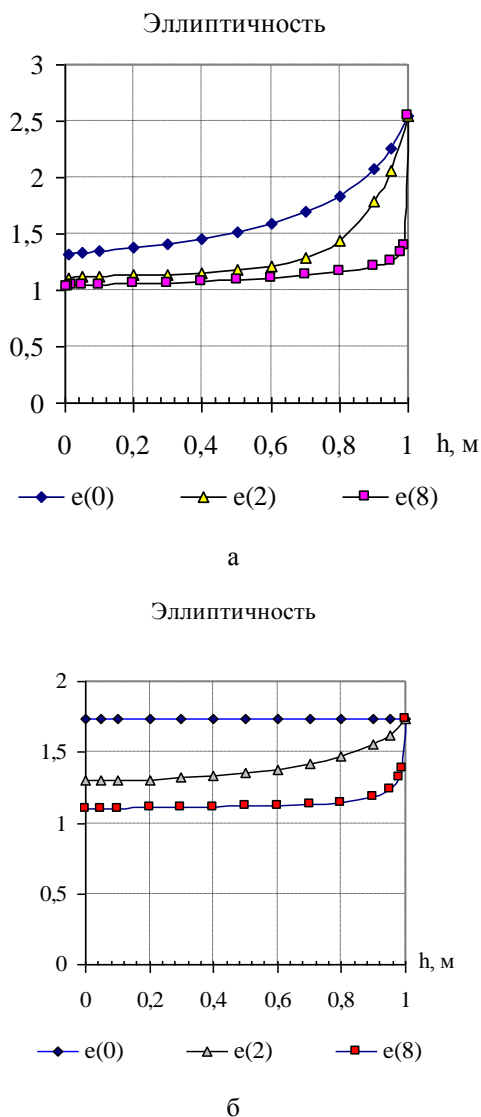 Эллиптичность
3
2,5
2
1,5
1
0,5
0
0 0,2 0,4 0,6 0,8 1 h, м
e(0) e(2) e(8)
а
Эллиптичность
2
1,5
1
0,5
0
h, м
0 0,2 0,4 0,6 0,8 1
e(0) e(2) e(8)
б